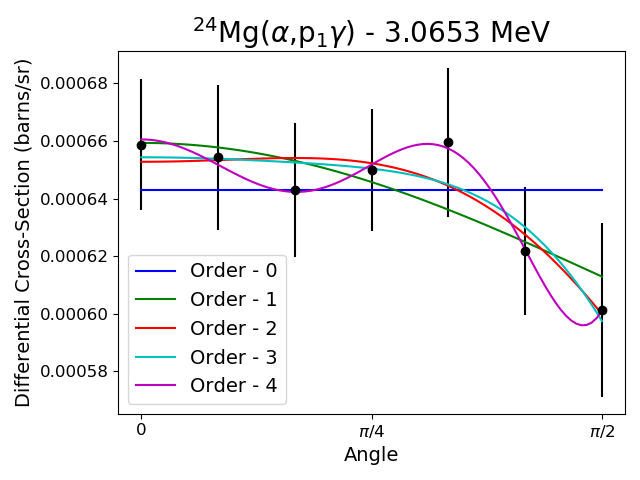 ²⁴Mg(α,p₁γ) - 3.0653 MeV
Differential Cross-Section (barns/sr)
0.00068
0.00066
0.00064
0.00062
0.00060
0.00058
Order - 0
Order - 1
Order - 2
Order - 3
Order - 4
0
π/4
π/2
Angle